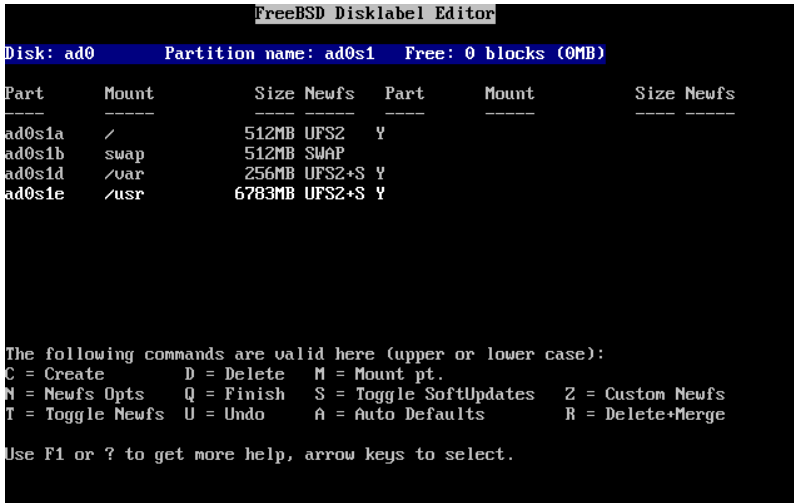 FreeBSD Disklabel Editor
Disk: ad0 Partition name: ad0s1 Free: 0 blocks (0MB)
Part Mount Size Newfs Part Mount Size Newfs
---- ----- ---- ----- ---- ----- ---- -----
ad0s1a / 512MB UFS2 Y
ad0s1b swap 512MB SWAP
ad0s1d /var 256MB UFS2+S Y
ad0s1e /usr 6783MB UFS2+S Y
The following commands are valid here (upper or lower case):
C = Create D = Delete M = Mount pt.
N = Newfs Opts Q = Finish S = Toggle SoftUpdates Z = Custom Newfs
T = Toggle Newfs U = Undo A = Auto Defaults R = Delete+Merge
Use F1 or ? to get more help, arrow keys to select.